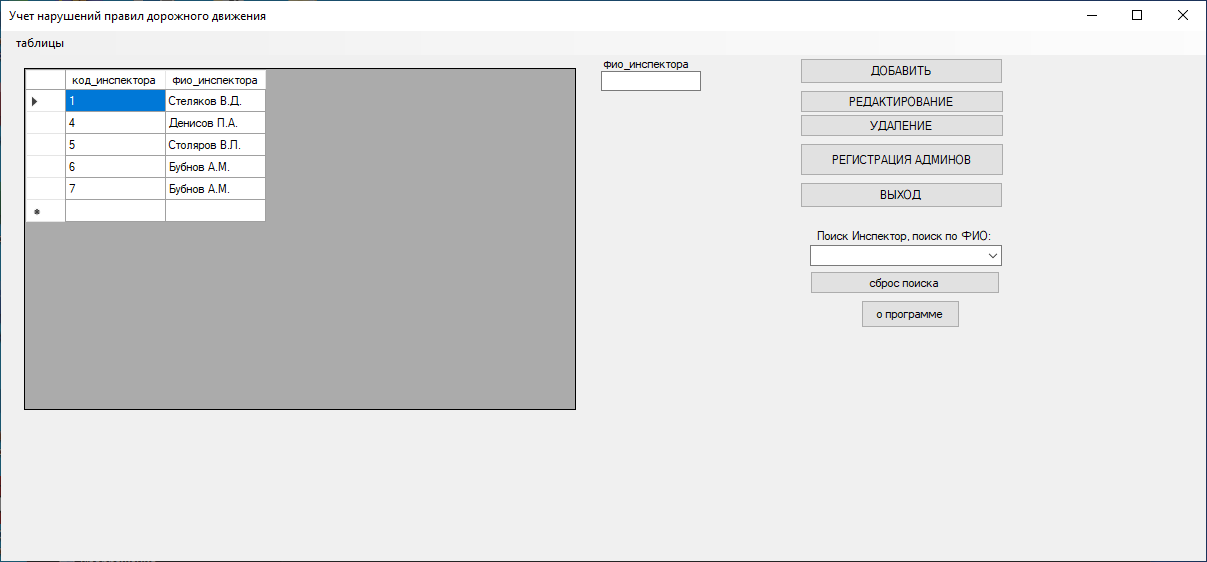 Учет нарушений правил дорожного движения
таблицы
код_инспектора фио_инспектора
1 Стеляков В.Д.
4 Денисов П.А.
5 Столяров В.П.
6 Бубнов А.М.
7 Бубнов А.М.
фио_инспектора
ДОБАВИТЬ
РЕДАКТИРОВАНИЕ
УДАЛЕНИЕ
РЕГИСТРАЦИЯ АДМИНОВ
ВЫХОД
Поиск Инспектор, поиск по ФИО:
сброс поиска
о программе